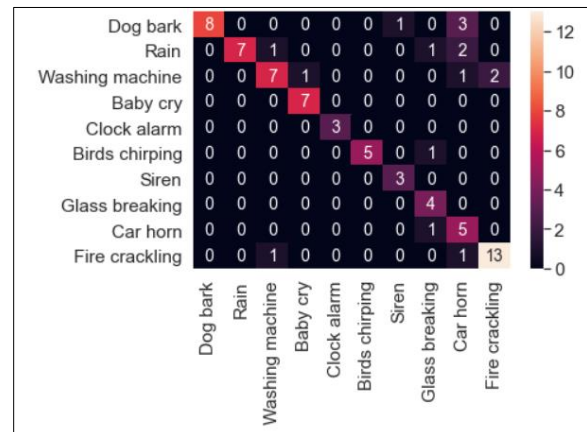 Dog bark 8 0 0 0 0 0 1 0 3 0
Rain 0 7 1 0 0 0 0 1 2 0
Washing machine 0 0 7 1 0 0 0 0 1 2
Baby cry 0 0 0 7 0 0 0 0 0 0
Clock alarm 0 0 0 0 3 0 0 0 0 0
Birds chirping 0 0 0 0 0 5 0 1 0 0
Siren 0 0 0 0 0 0 3 0 0 0
Glass breaking 0 0 0 0 0 0 0 4 0 0
Car horn 0 0 0 0 0 0 0 1 5 0
Fire crackling 0 0 1 0 0 0 0 0 1 13
Dog bark
Rain
Washing machine
Baby cry
Clock alarm
Birds chirping
Siren
Glass breaking
Car horn
Fire crackling
12
10
8
6
4
2
0